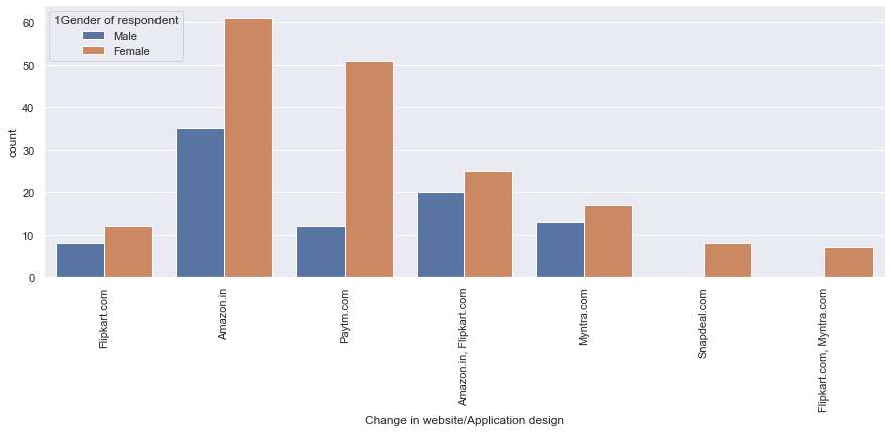 1Gender of respondent
Male
Female
60
50
40
30
20
10
0
count
Flipkart.com
Amazon.in
Paytm.com
Amazon.in, Flipkart.com
Myntra.com
Snapdeal.com
Flipkart.com, Myntra.com
Change in website/Application design